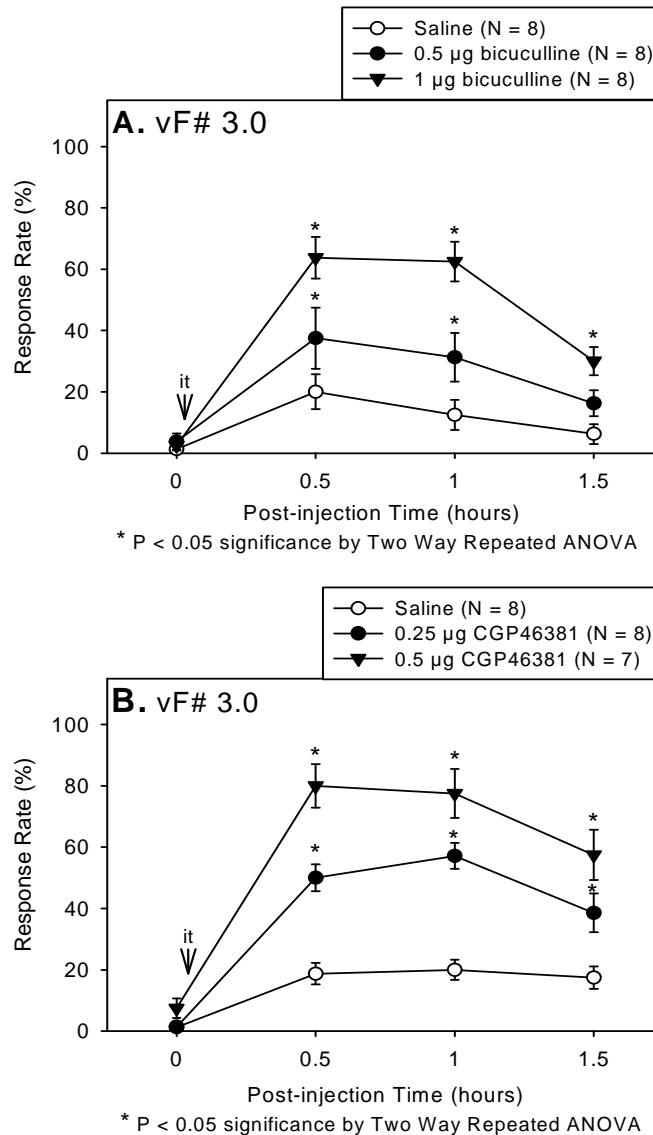 Saline (N = 8)
0.5 µg bicuculline (N = 8)
1 µg bicuculline (N = 8)
A. vF# 3.0
100
80
60
40
20
0
Response Rate (%)
*
*
*
*
*
it
0
0.5
1
1.5
Post-injection Time (hours)
* P < 0.05 significance by Two Way Repeated ANOVA
Saline (N = 8)
0.25 µg CGP46381 (N = 8)
0.5 µg CGP46381 (N = 7)
B. vF# 3.0
100
80
60
40
20
0
Response Rate (%)
*
*
*
*
*
*
it
0
0.5
1
1.5
Post-injection Time (hours)
* P < 0.05 significance by Two Way Repeated ANOVA